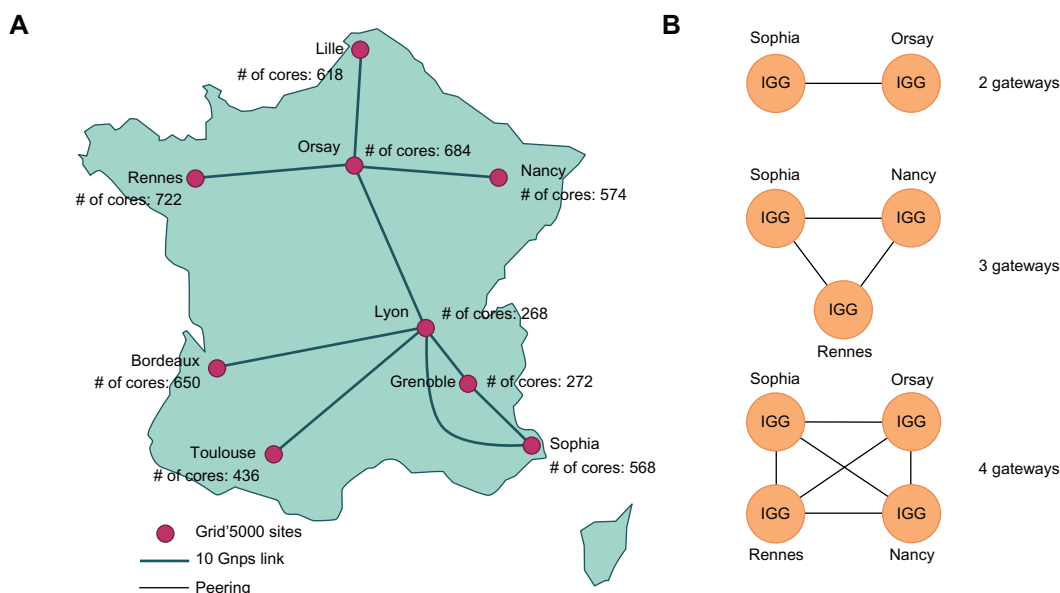 A
Lille
# of cores: 618
Orsay
# of cores: 684
Rennes
# of cores: 722
Nancy
# of cores: 574
Lyon
# of cores: 268
Bordeaux
# of cores: 650
Grenoble
# of cores: 272
Toulouse
# of cores: 436
Sophia
# of cores: 568
Grid'5000 sites
10 Gnps link
Peering
B
Sophia
Orsay
IGG
IGG
2 gateways
Sophia
Nancy
IGG
IGG
3 gateways
IGG
Rennes
Sophia
Orsay
IGG
IGG
4 gateways
IGG
IGG
Rennes
Nancy